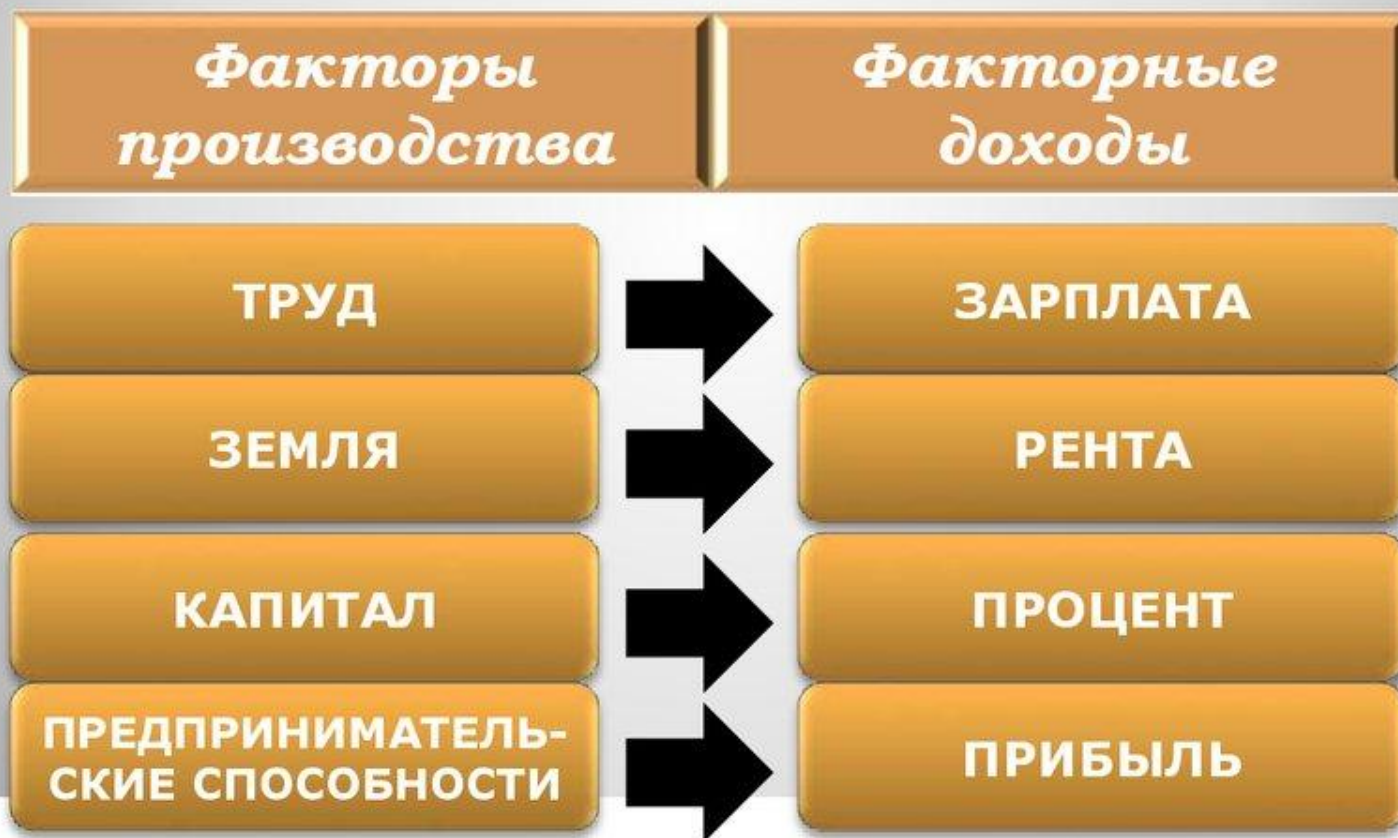 Факторы
производства
Факторные
доходы
ТРУД
ЗАРПЛАТА
ЗЕМЛЯ
РЕНТА
КАПИТАЛ
ПРОЦЕНТ
ПРЕДПРИНИМАТЕЛЬ-
СКИЕ СПОСОБНОСТИ
ПРИБЫЛЬ